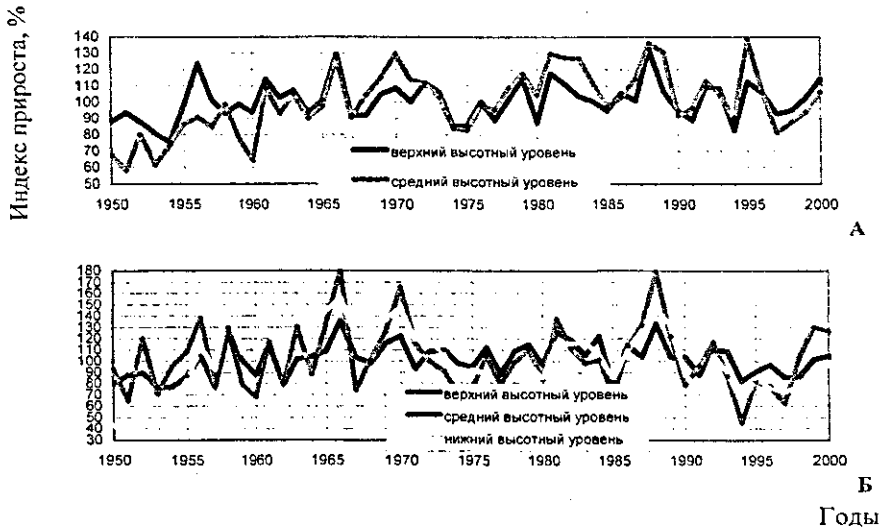 Индекс прироста, %
140
130
120
110
100
90
80
70
60
50
верхний высотный уровень
средний высотный уровень
1950 1955 1960 1965 1970 1975 1980 1985 1990 1995 2000
А
180
170
160
150
140
130
120
110
100
90
80
70
60
50
40
30
верхний высотный уровень
средний высотный уровень
нижний высотный уровень
1950 1955 1960 1965 1970 1975 1980 1985 1990 1995 2000
Б
Годы